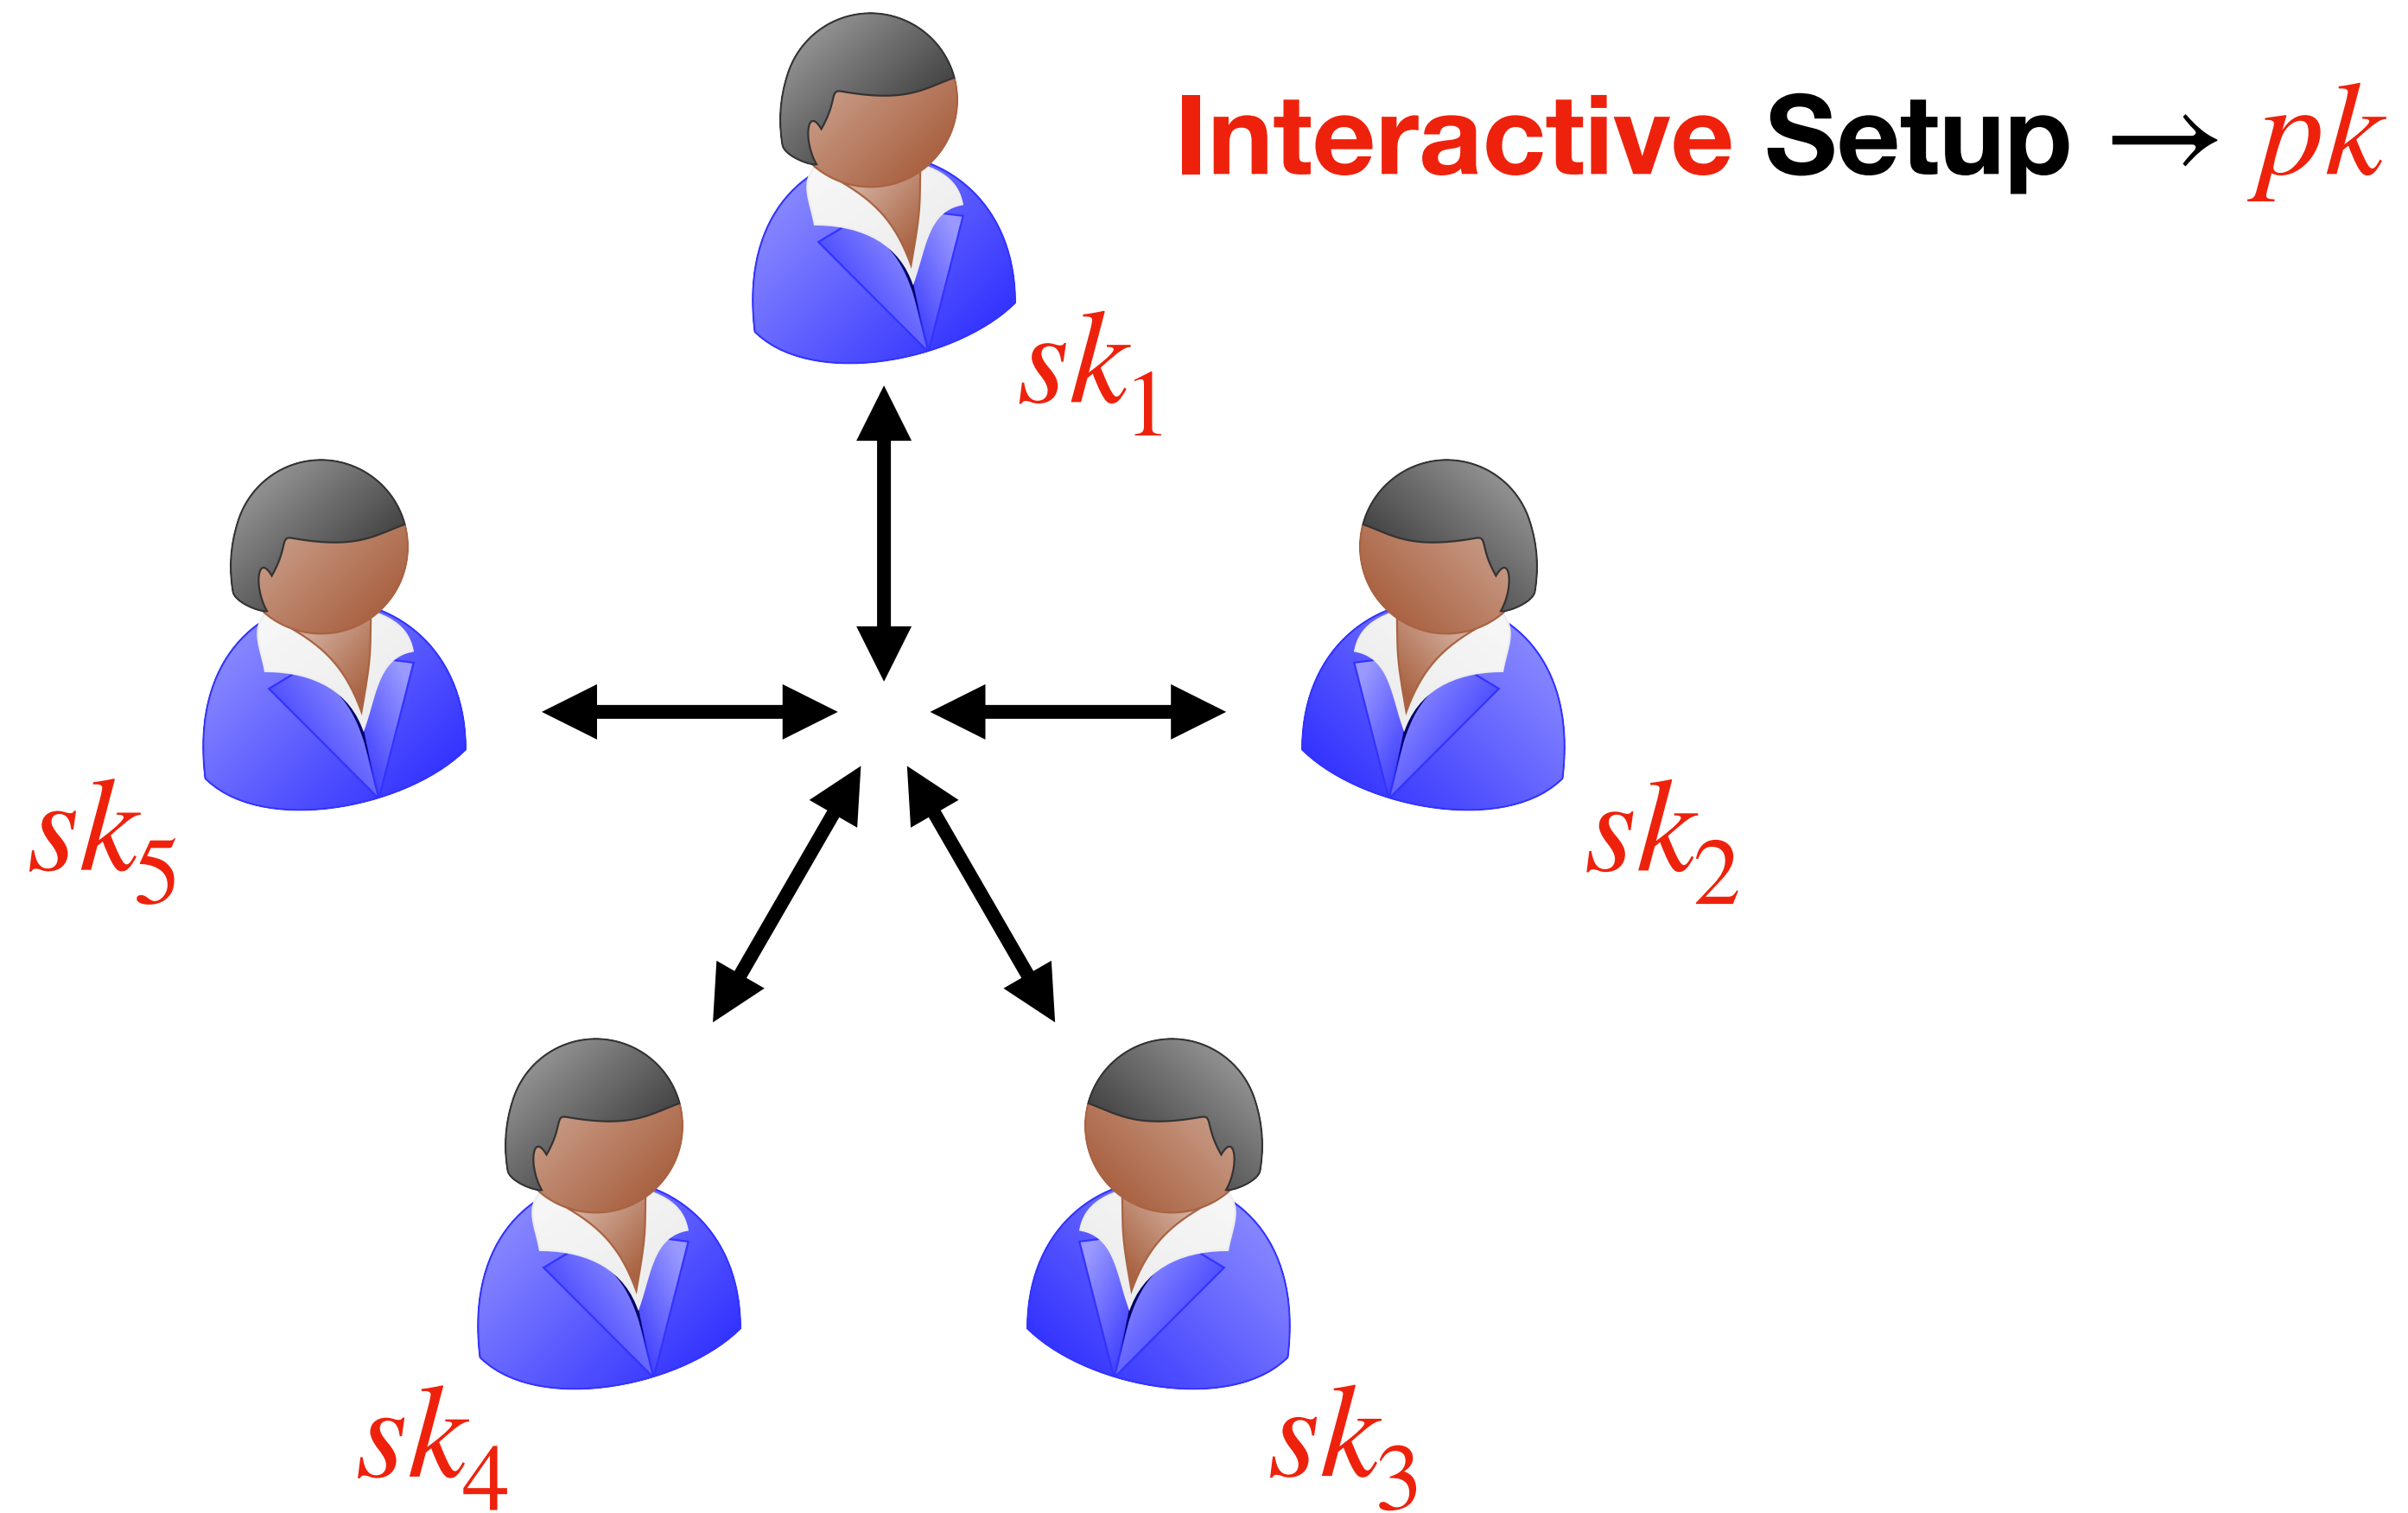 Interactive Setup → pk
sk₁
sk₅
sk₂
sk₄
sk₃